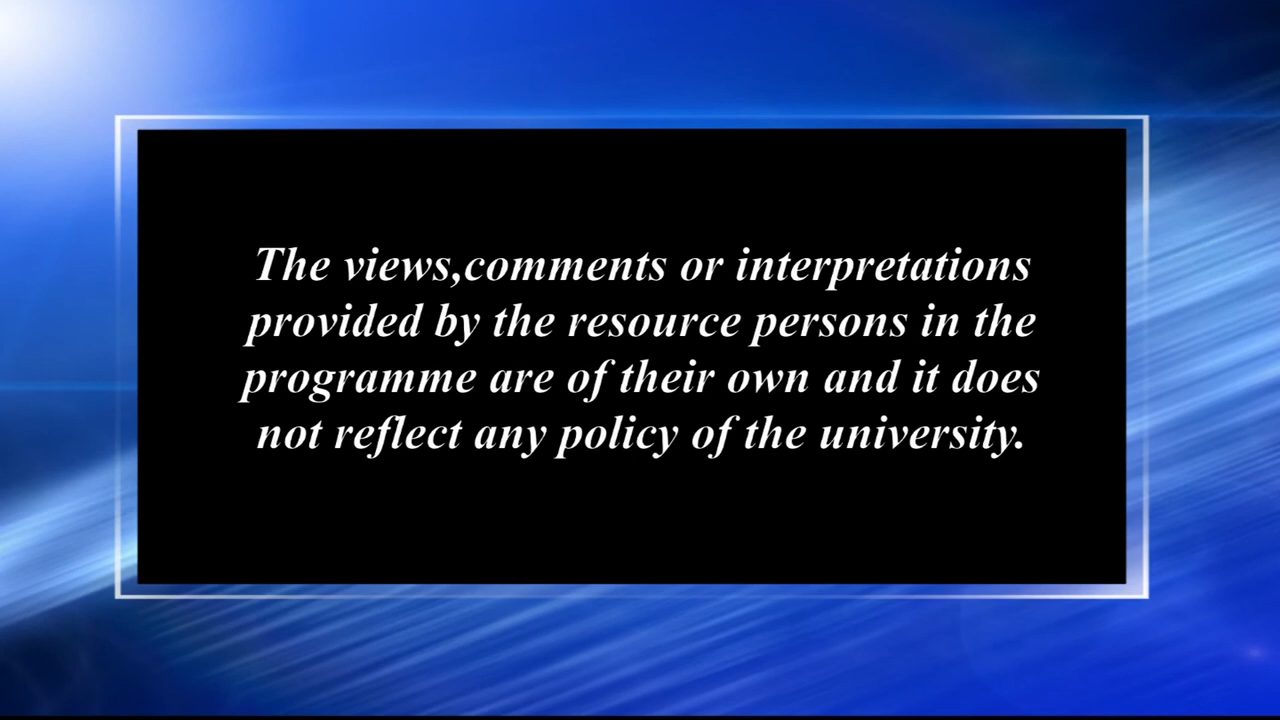 The views,comments or interpretations
provided by the resource persons in the
programme are of their own and it does
not reflect any policy of the university.